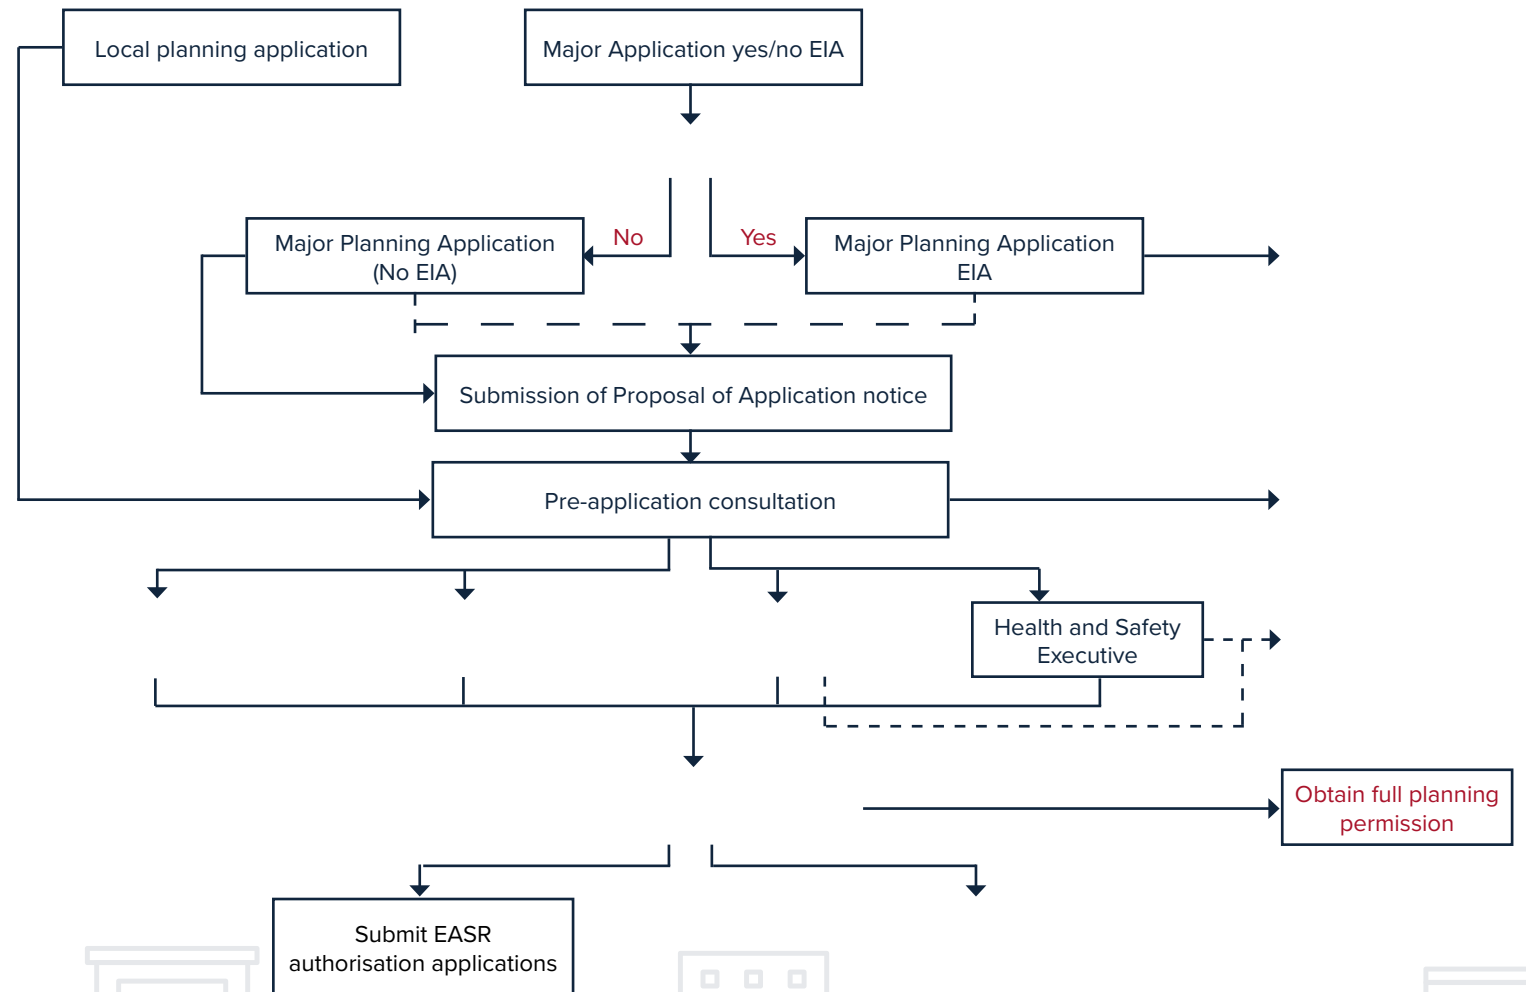 Local planning application
Major Application yes/no EIA
No
Yes
Major Planning Application
(No EIA)
Major Planning Application
EIA
Submission of Proposal of Application notice
Pre-application consultation
Health and Safety
Executive
Obtain full planning
permission
Submit EASR
authorisation applications